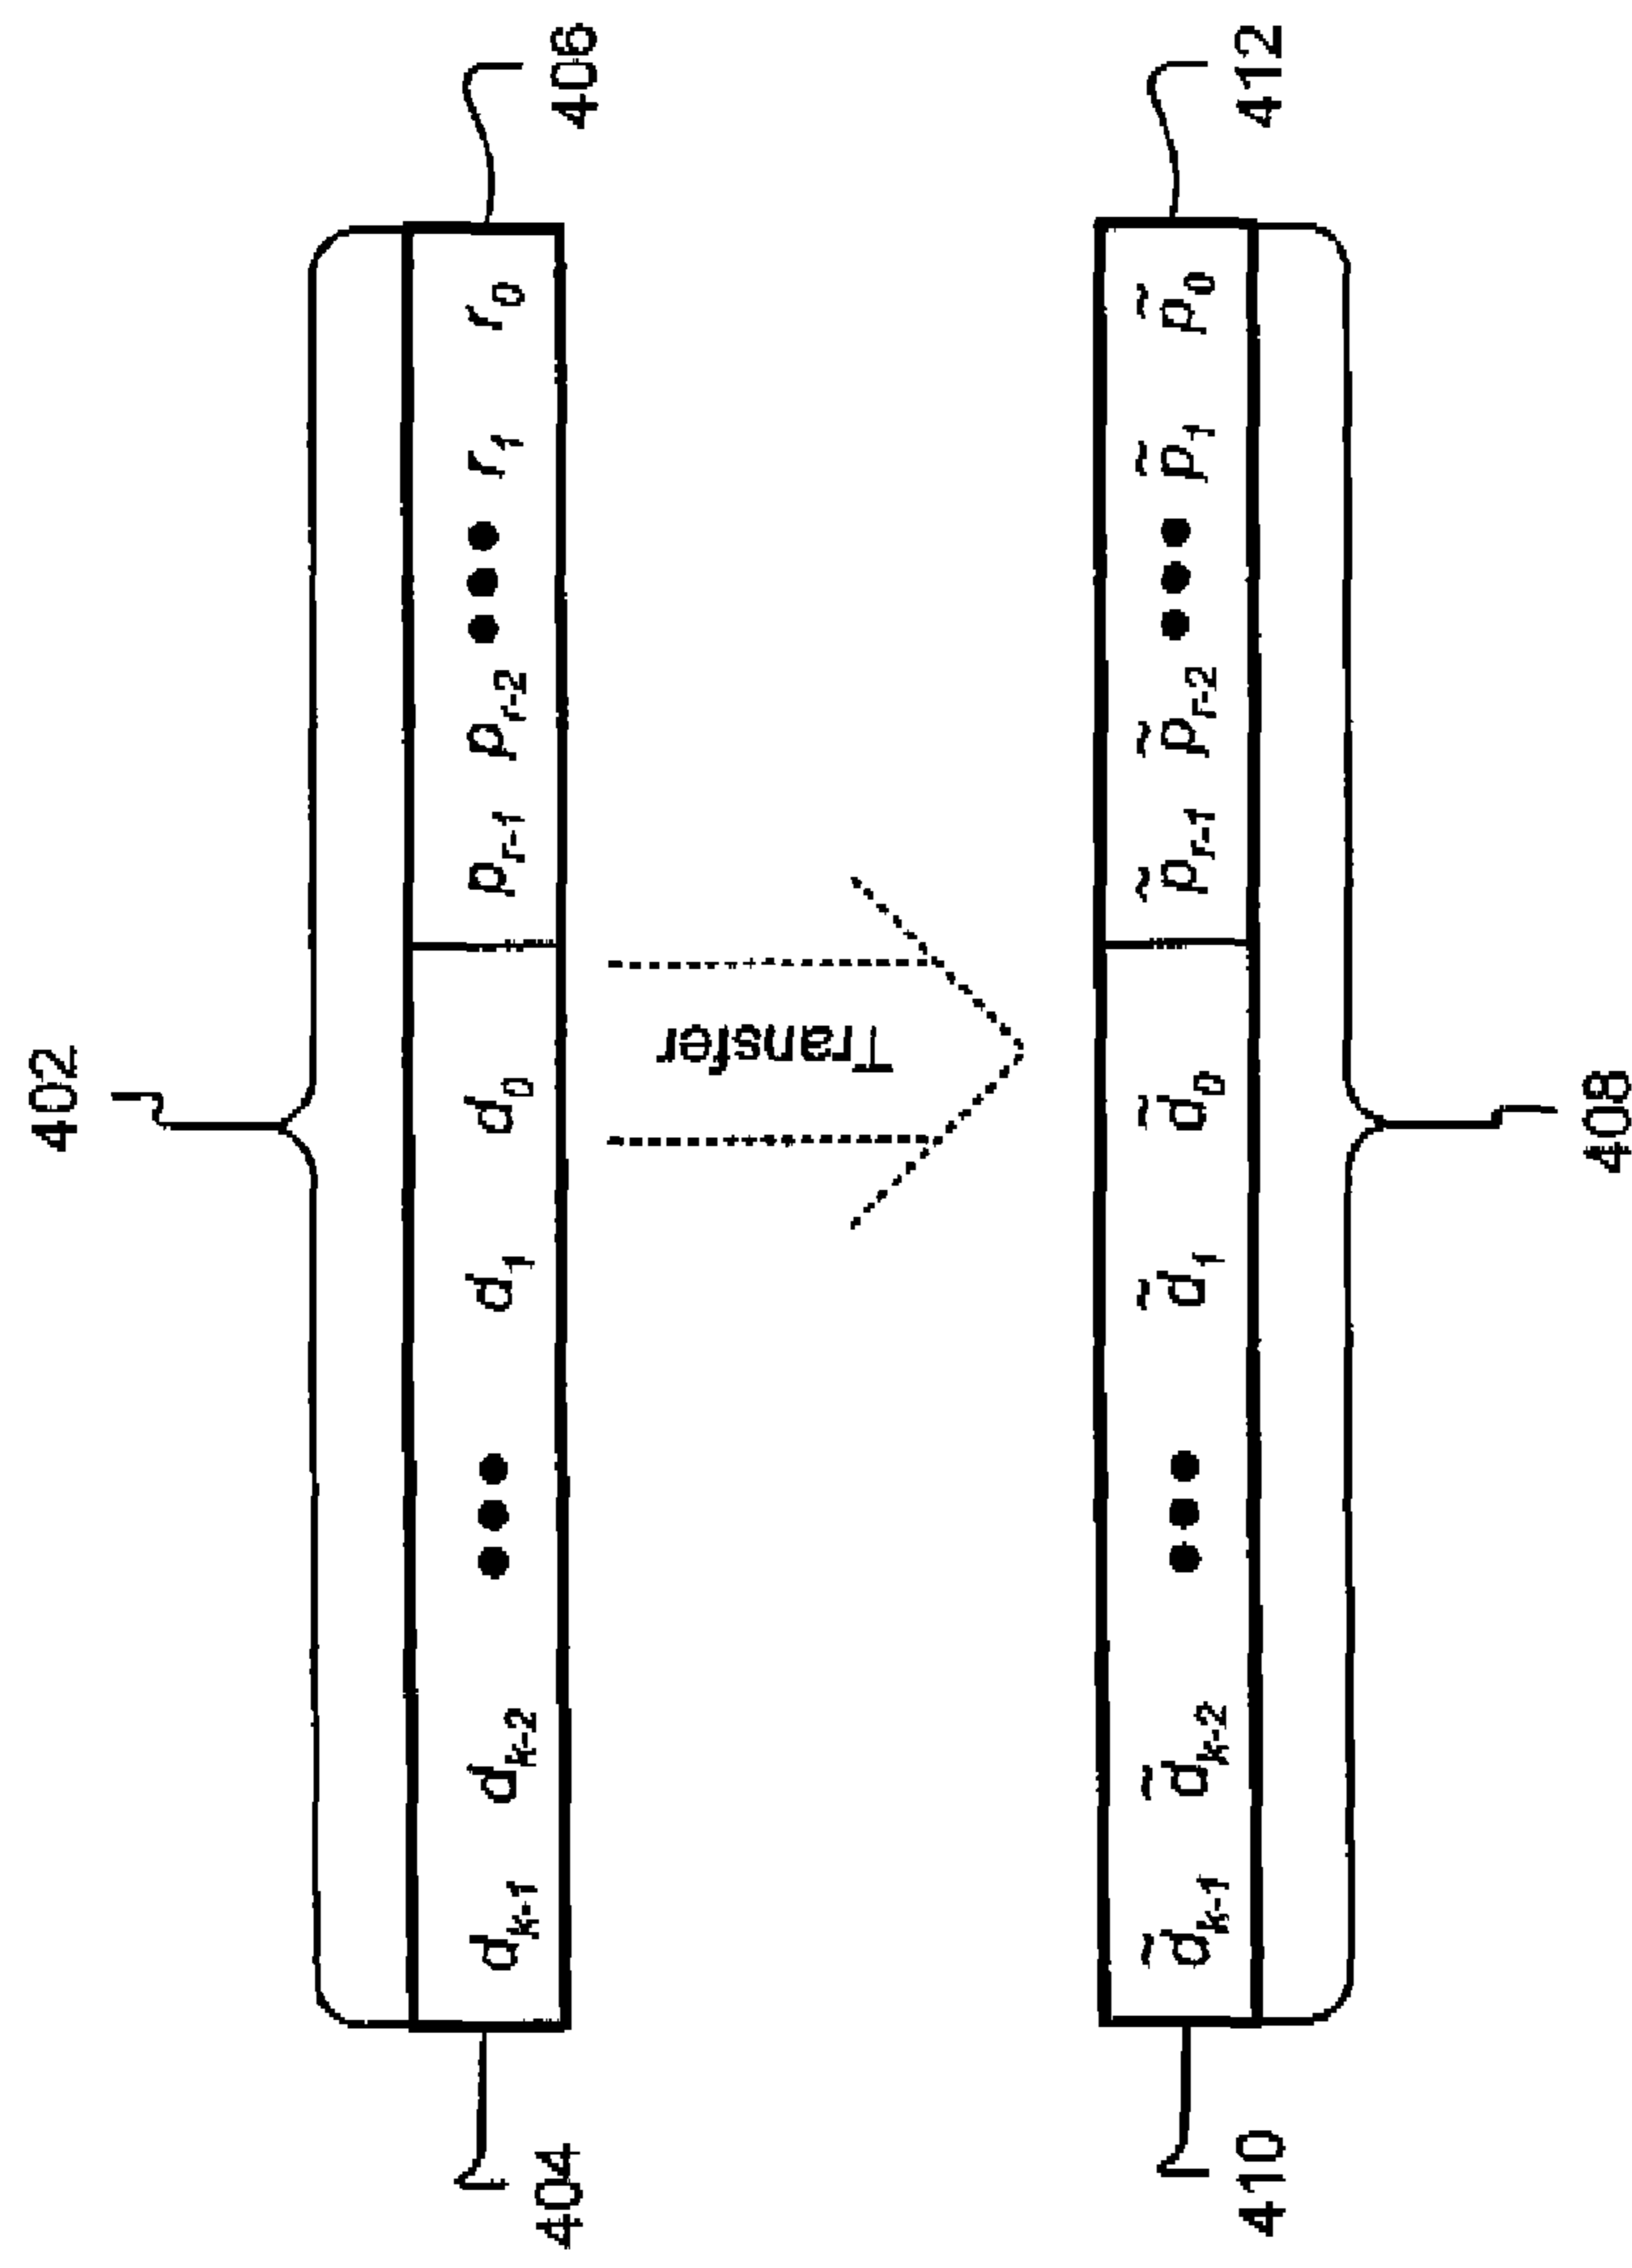 402
404
d_{k-1} d_{k-2} ●●● d_1 d_0 p_{r-1} p_{r-2} ●●● r_1 r_0
406
Transfer
410
d̃_{k-1} d̃_{k-2} ●●● d̃_1 d̃_0 p̃_{r-1} p̃_{r-2} ●●● p̃_1 p̃_0
412
408